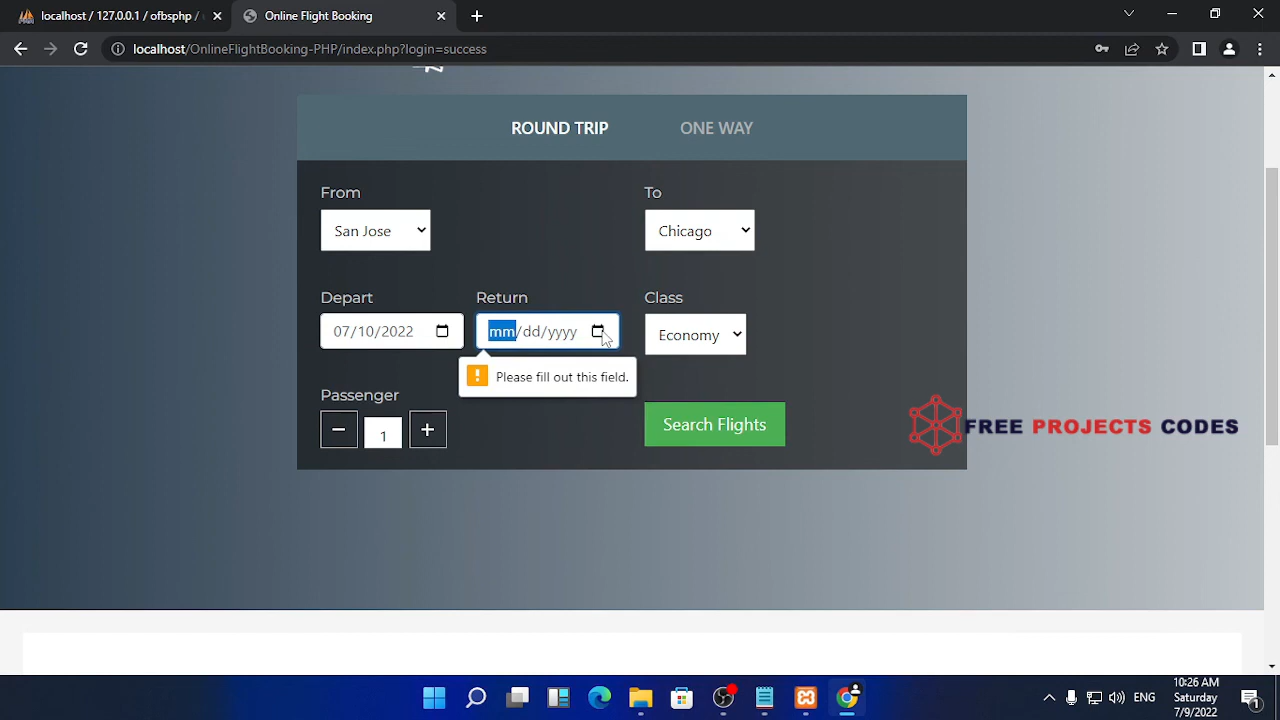 localhost / 127.0.0.1 / ofbsphp /
Online Flight Booking
localhost/OnlineFlightBooking-PHP/index.php?login=success
ROUND TRIP
ONE WAY
From
To
San Jose
Chicago
Depart
Return
Class
07/10/2022
mm/dd/yyyy
Economy
Please fill out this field.
Passenger
1
Search Flights
FREE PROJECTS CODES
ENG
10:26 AM
Saturday
7/9/2022
1